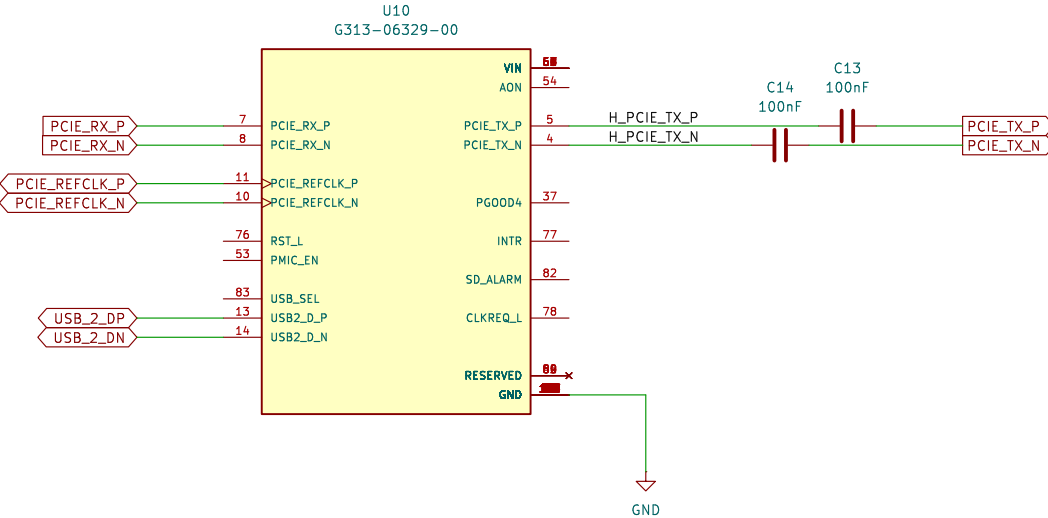 U10
G313-06329-00
VIN
AON 54
C13
100nF
C14
100nF
PCIE_RX_P 7 PCIE_RX_P PCIE_TX_P 5 H_PCIE_TX_P PCIE_TX_P
PCIE_RX_N 8 PCIE_RX_N PCIE_TX_N 4 H_PCIE_TX_N PCIE_TX_N
PCIE_REFCLK_P 11 PCIE_REFCLK_P
PCIE_REFCLK_N 10 PCIE_REFCLK_N PGOOD4 37
76 RST_L INTR 77
53 PMIC_EN
SD_ALARM 82
83 USB_SEL
USB_2_DP 13 USB2_D_P CLKREQ_L 78
USB_2_DN 14 USB2_D_N
RESERVED
GND
GND